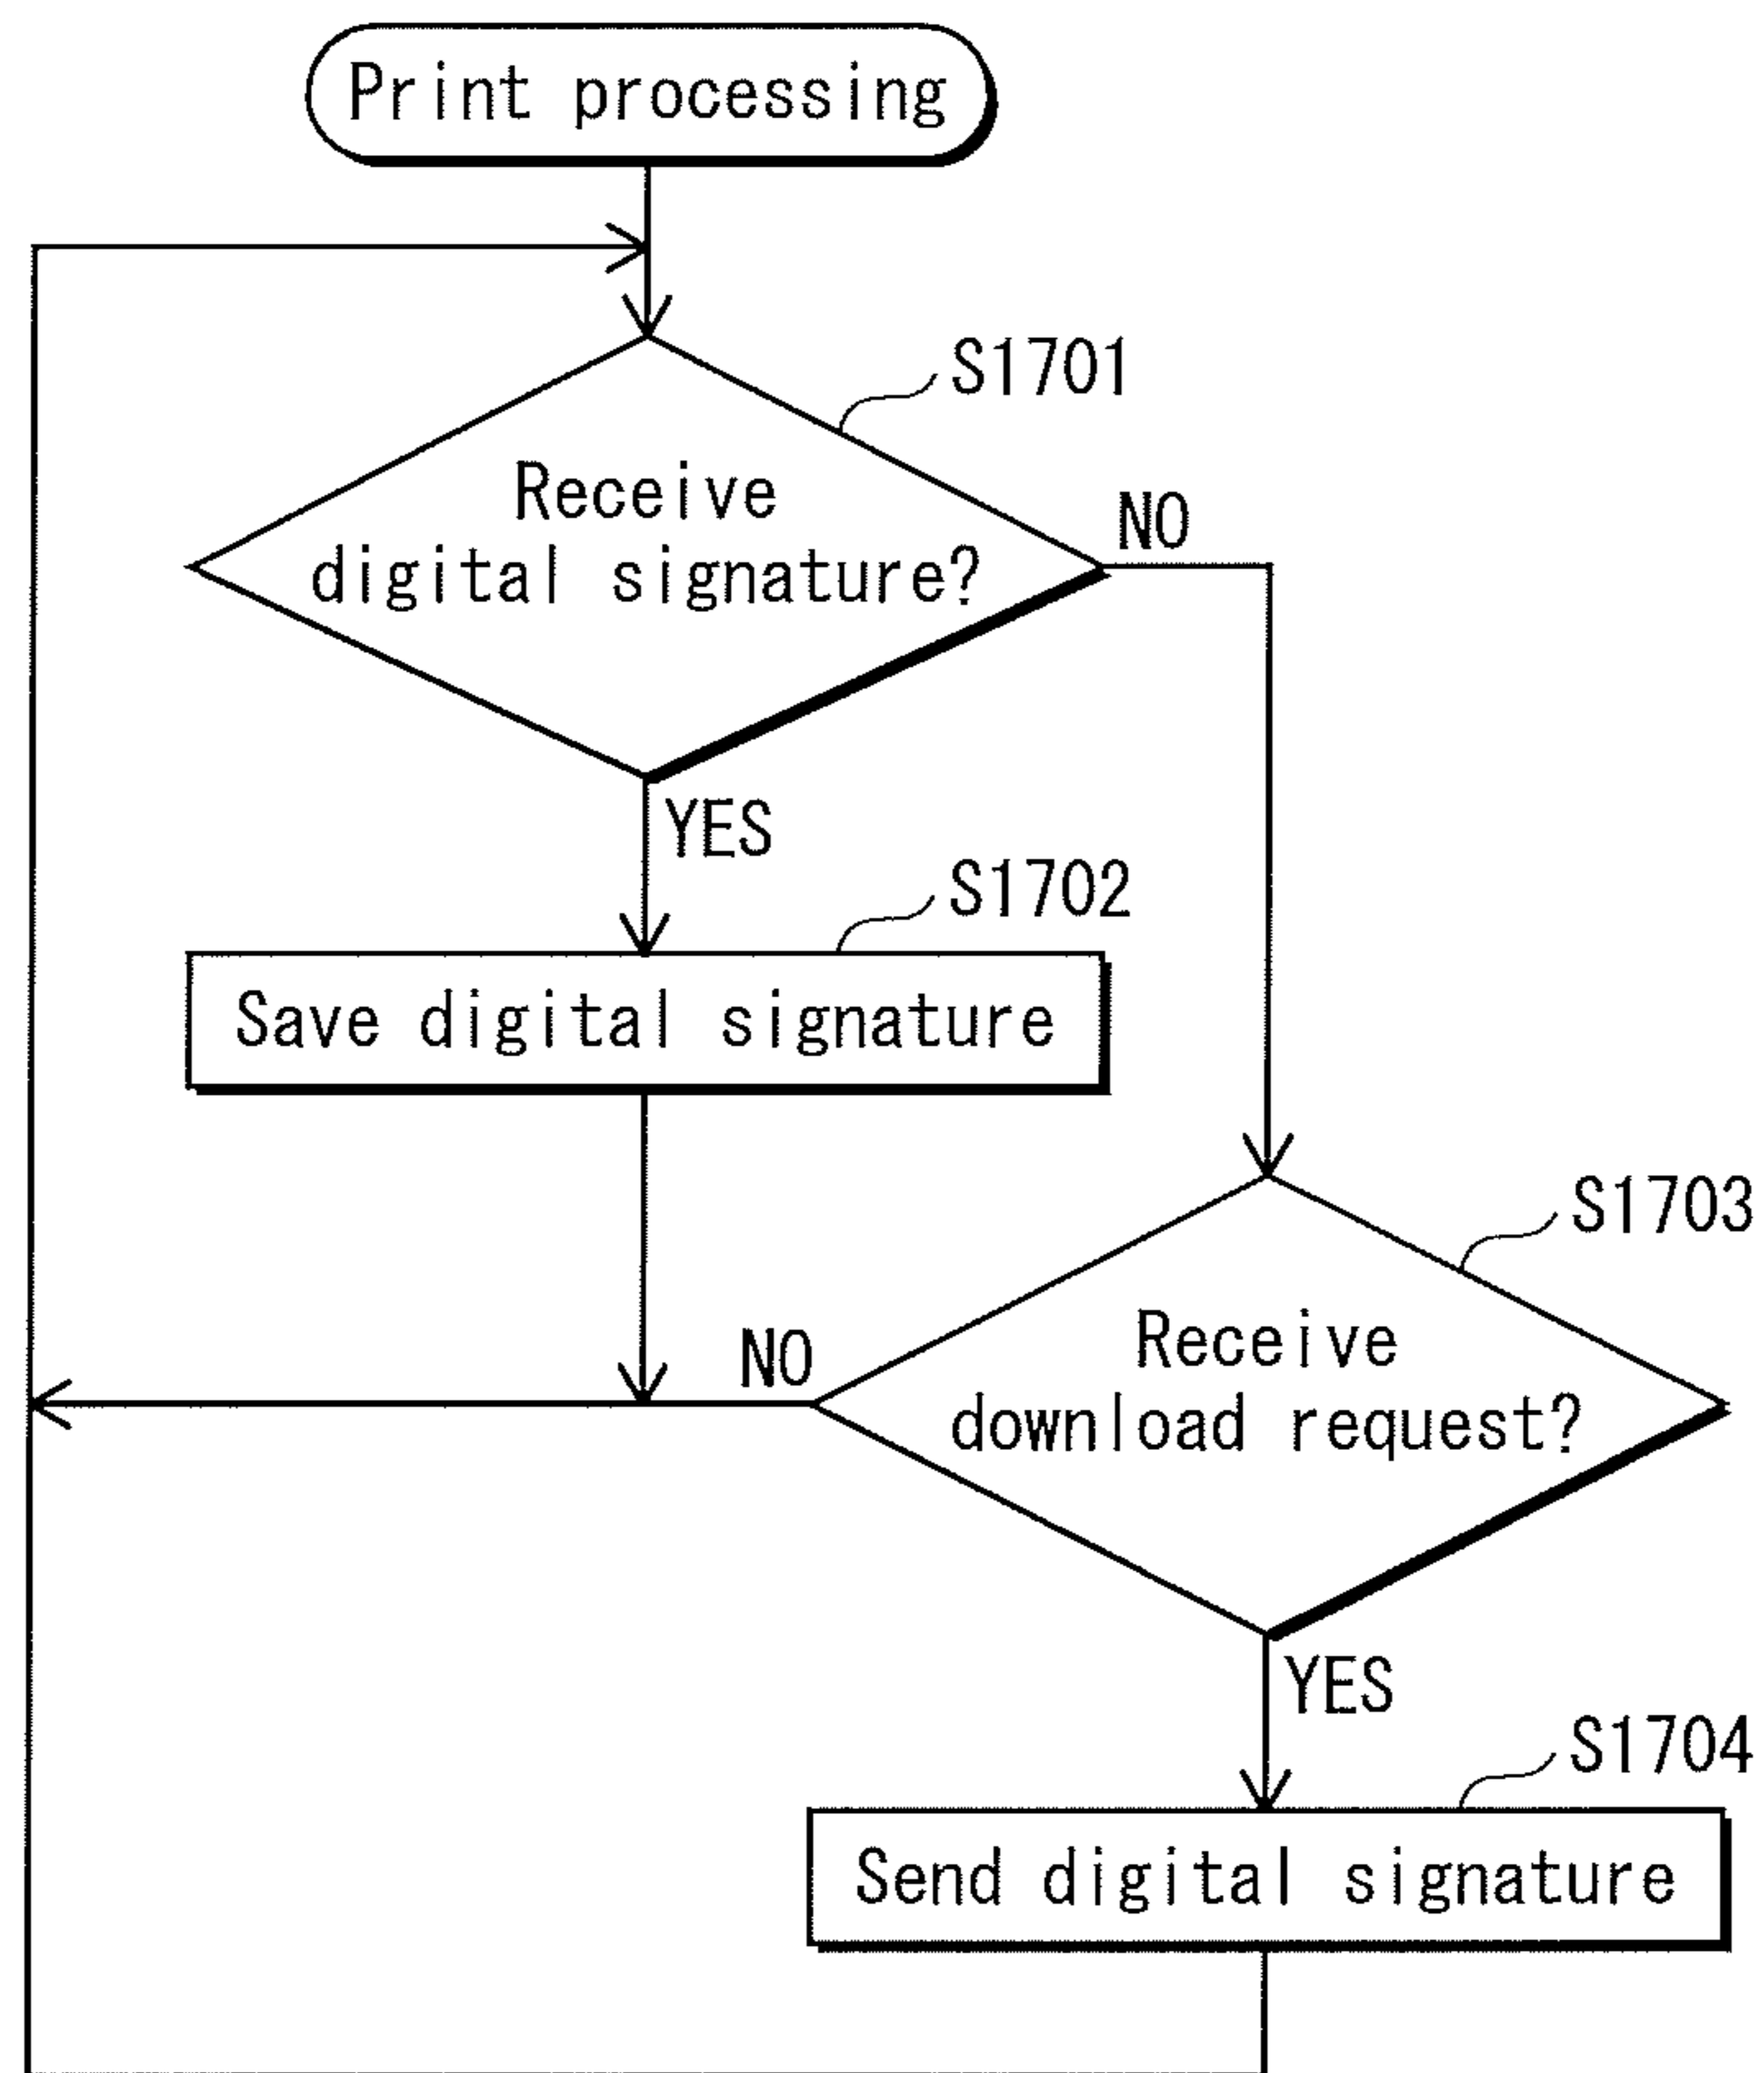 Print processing
S1701
Receive
digital signature?
NO
YES
S1702
Save digital signature
S1703
NO
Receive
download request?
YES
S1704
Send digital signature